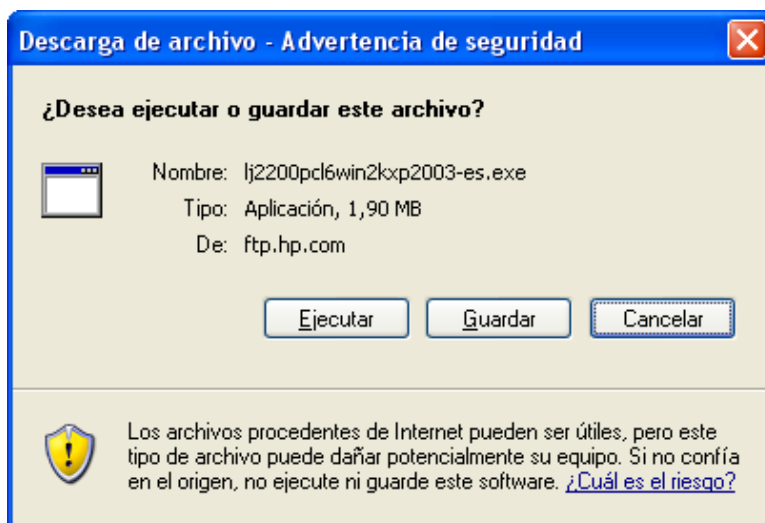 Descarga de archivo - Advertencia de seguridad
¿Desea ejecutar o guardar este archivo?
Nombre: lj2200pcl6win2kxp2003-es.exe
Tipo: Aplicación, 1,90 MB
De: ftp.hp.com
Ejecutar Guardar Cancelar
Los archivos procedentes de Internet pueden ser útiles, pero este
tipo de archivo puede dañar potencialmente su equipo. Si no confía
en el origen, no ejecute ni guarde este software. ¿Cuál es el riesgo?